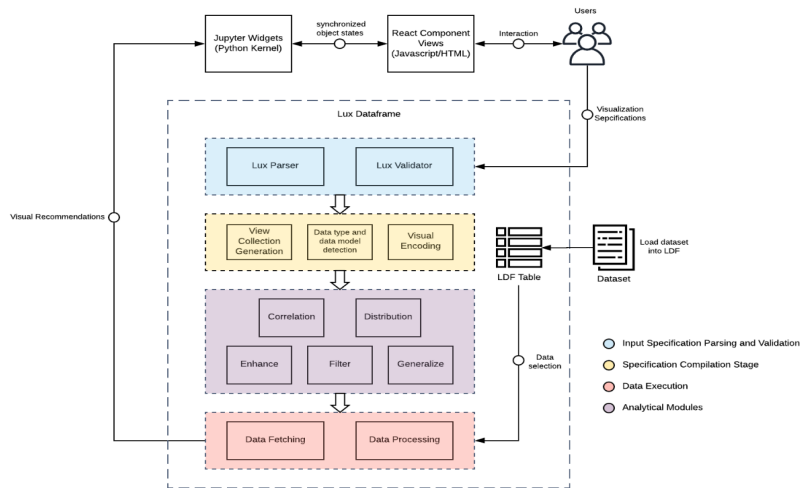 Users
Jupyter Widgets
(Python Kernel)
synchronized
object states
React Component
Views
(Javascript/HTML)
Interaction
Visualization
Sepcifications
Lux Dataframe
Lux Parser
Lux Validator
Visual Recommendations
View
Collection
Generation
Data type and
data model
detection
Visual
Encoding
LDF Table
Load dataset
into LDF
Dataset
Correlation
Distribution
Enhance
Filter
Generalize
Data
selection
Input Specification Parsing and Validation
Specification Compilation Stage
Data Execution
Analytical Modules
Data Fetching
Data Processing